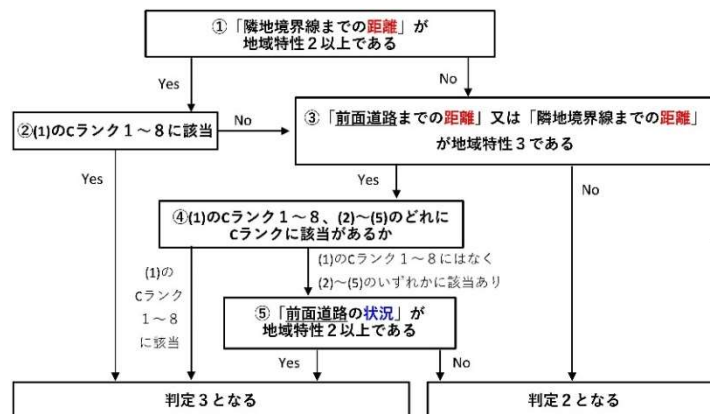 ①「隣地境界線までの距離」が
地域特性２以上である
Yes
No
②(1)のCランク１～８に該当
No
③「前面道路までの距離」又は「隣地境界線までの距離」
が地域特性３である
Yes
Yes
No
④(1)のCランク１～８、(2)～(5)のどれに
Cランクに該当があるか
(1)の
Cランク
１～８
に該当
(1)のCランク１～８にはなく
(2)～(5)のいずれかに該当あり
⑤「前面道路の状況」が
地域特性２以上である
Yes
No
判定３となる
判定２となる